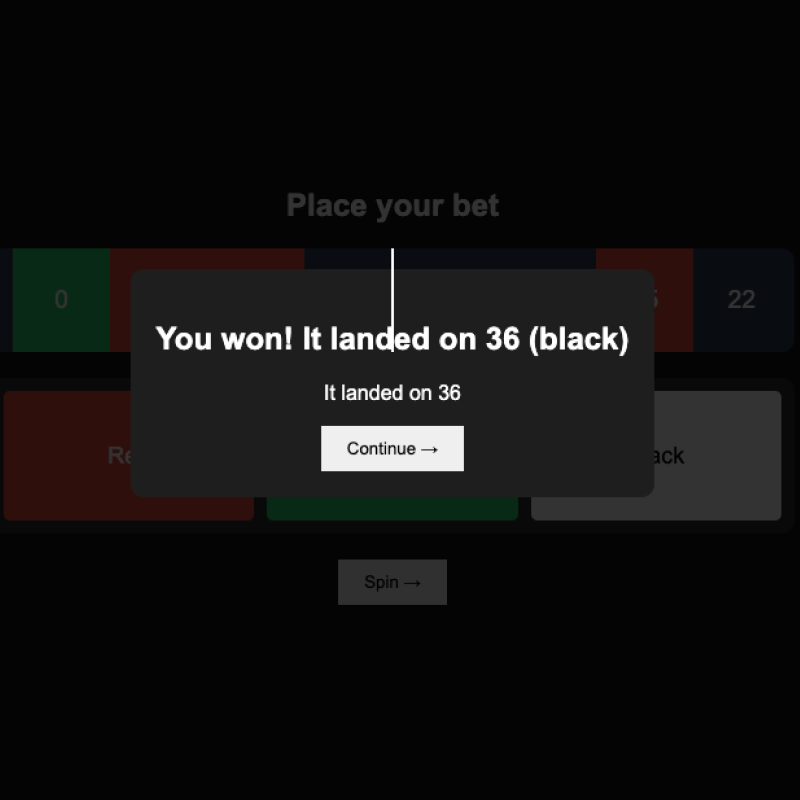 Place your bet
0
22
You won! It landed on 36 (black)
It landed on 36
Continue →
Spin →